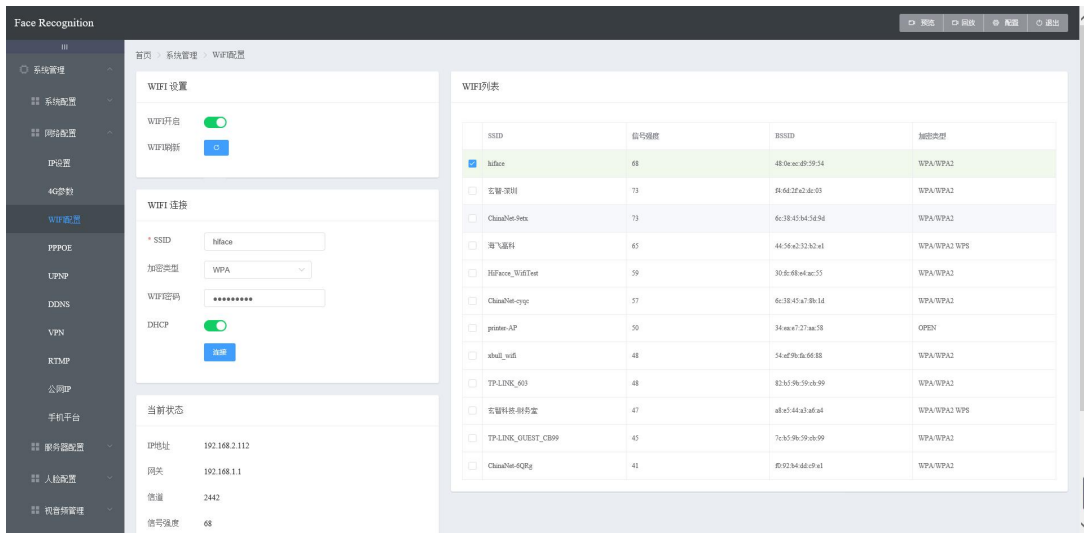 Face Recognition
预览
回放
配置
退出
系统管理
系统配置
网络配置
IP设置
4G参数
WIFI配置
PPPOE
UPNP
DDNS
VPN
RTMP
公网IP
手机平台
服务器配置
人脸配置
视音频管理
首页 > 系统管理 > WiFi配置
WIFI 设置
WIFI开启
WIFI刷新
WIFI 连接
* SSID hiface
加密类型 WPA
WIFI密码 •••••••••
DHCP
连接
当前状态
IP地址 192.168.2.112
网关 192.168.1.1
信道 2442
信号强度 68
WIFI列表
SSID 信号强度 BSSID 加密类型
hiface 68 48:0e:ec:d9:59:54 WPA/WPA2
玄智-深圳 73 f4:6d:2f:a2:dc:03 WPA/WPA2
ChinaNet-9etx 73 6c:38:45:b4:5d:9d WPA/WPA2
海飞高科 65 44:56:e2:32:b2:e1 WPA/WPA2 WPS
HiFacce_WifiTest 59 30:fc:68:e4:ac:55 WPA/WPA2
ChinaNet-cyqc 57 6c:38:45:a7:8b:1d WPA/WPA2
printer-AP 50 34:ea:e7:27:aa:58 OPEN
xbull_wifi 48 54:ef:9b:fa:66:88 WPA/WPA2
TP-LINK_603 48 82:b5:9b:59:cb:99 WPA/WPA2
玄智科技-财务室 47 a8:e5:44:a3:a6:a4 WPA/WPA2 WPS
TP-LINK_GUEST_CB99 45 7c:b5:9b:59:cb:99 WPA/WPA2
ChinaNet-6QRg 41 f0:92:b4:dd:c9:e1 WPA/WPA2